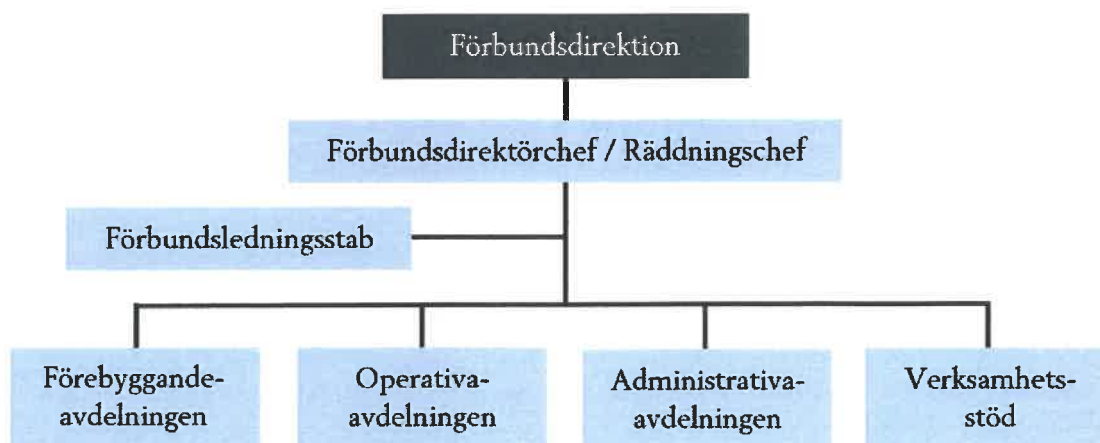 Förbundsdirektion
Förbundsdirektörchef / Räddningschef
Förbundsledningsstab
Förebyggande-
avdelningen
Operativa-
avdelningen
Administrativa-
avdelningen
Verksamhets-
stöd